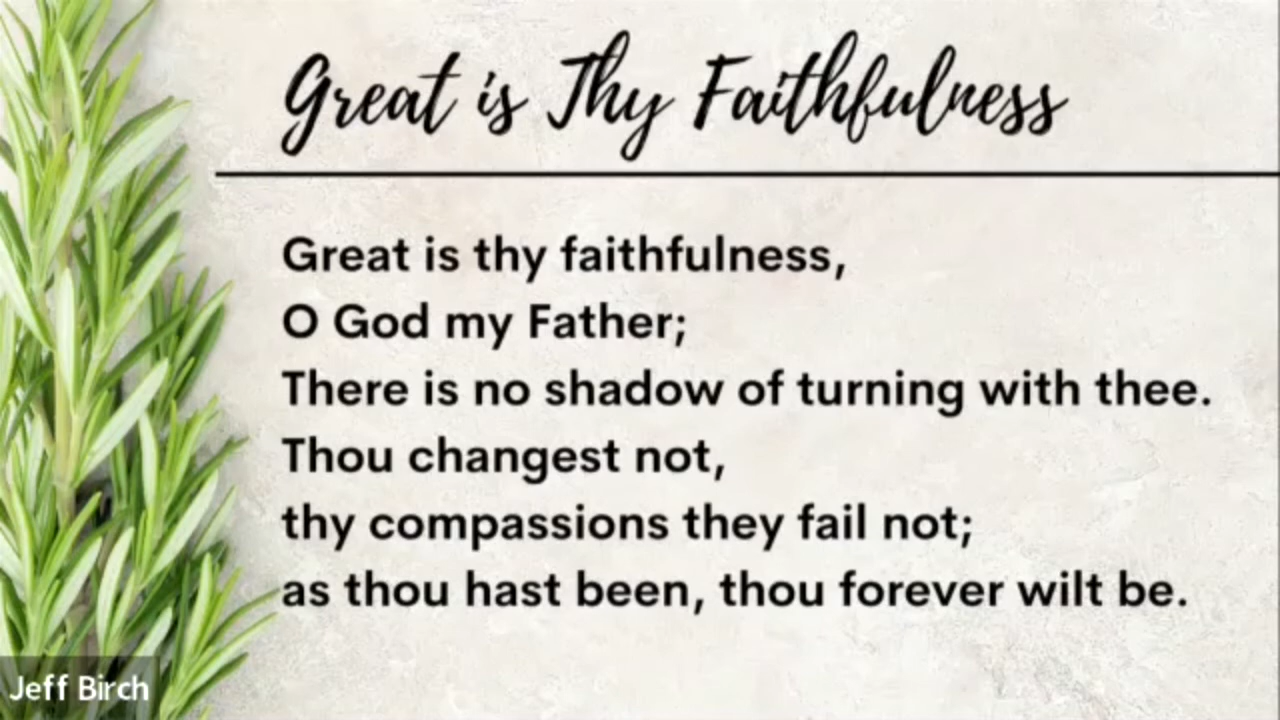 Great is Thy Faithfulness
Great is thy faithfulness,
O God my Father;
There is no shadow of turning with thee.
Thou changest not,
thy compassions they fail not;
as thou hast been, thou forever wilt be.
Jeff Birch